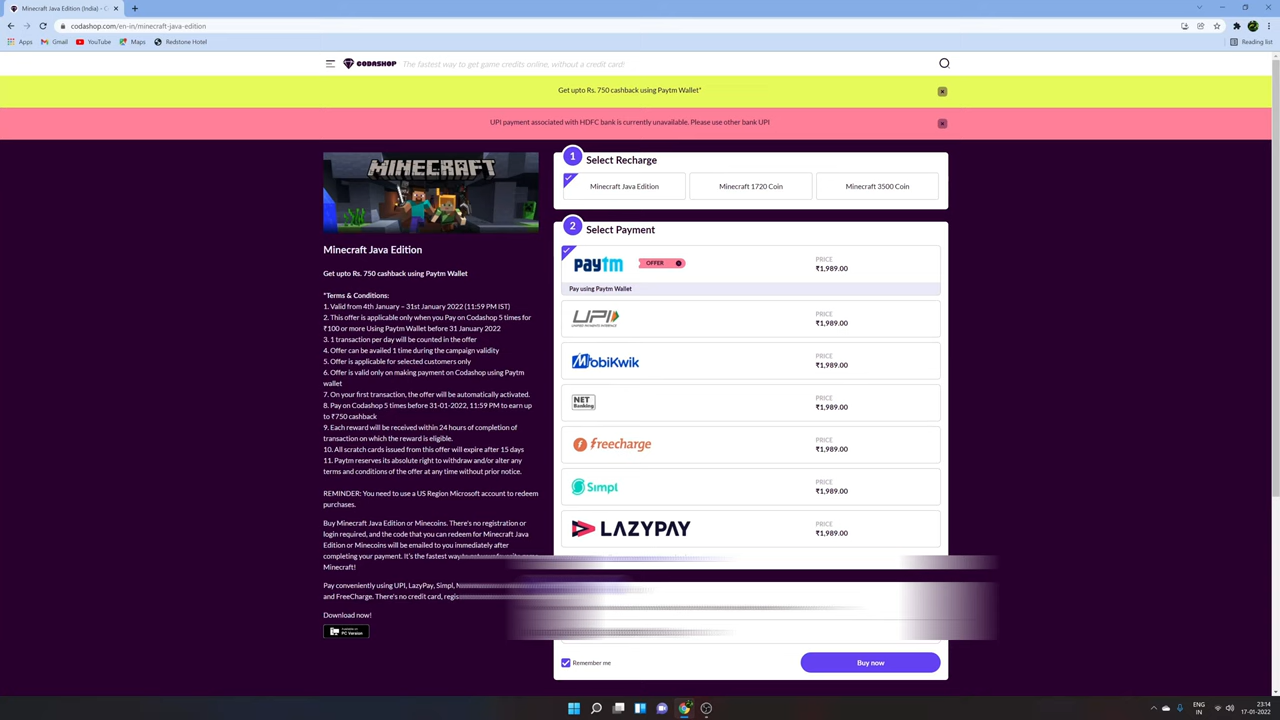 Minecraft Java Edition (India) - C
codashop.com/en-in/minecraft-java-edition
Apps
Gmail
YouTube
Maps
Redstone Hotel
Reading list
CODASHOP
The fastest way to get game credits online, without a credit card!
Get upto Rs. 750 cashback using Paytm Wallet*
UPI payment associated with HDFC bank is currently unavailable. Please use other bank UPI
MINECRAFT
Minecraft Java Edition
Get upto Rs. 750 cashback using Paytm Wallet
*Terms & Conditions:
1. Valid from 4th January – 31st January 2022 (11:59 PM IST)
2. This offer is applicable only when you Pay on Codashop 5 times for
₹100 or more Using Paytm Wallet before 31 January 2022
3. 1 transaction per day will be counted in the offer
4. Offer can be availed 1 time during the campaign validity
5. Offer is applicable for selected customers only
6. Offer is valid only on making payment on Codashop using Paytm
wallet
7. On your first transaction, the offer will be automatically activated.
8. Pay on Codashop 5 times before 31-01-2022, 11:59 PM to earn up
to ₹750 cashback
9. Each reward will be received within 24 hours of completion of
transaction on which the reward is eligible.
10. All scratch cards issued from this offer will expire after 15 days
11. Paytm reserves its absolute right to withdraw and/or alter any
terms and conditions of the offer at any time without prior notice.
REMINDER: You need to use a US Region Microsoft account to redeem
purchases.
Buy Minecraft Java Edition or Minecoins. There's no registration or
login required, and the code that you can redeem for Minecraft Java
Edition or Minecoins will be emailed to you immediately after
completing your payment. It's the fastest way
Minecraft!
Pay conveniently using UPI, LazyPay, Simpl,
and FreeCharge. There's no credit card,
Download now!
PC Version
1
Select Recharge
Minecraft Java Edition
Minecraft 1720 Coin
Minecraft 3500 Coin
2
Select Payment
paytm
OFFER
PRICE
₹1,989.00
Pay using Paytm Wallet
UPI
PRICE
₹1,989.00
MobiKwik
PRICE
₹1,989.00
NET
Banking
PRICE
₹1,989.00
freecharge
PRICE
₹1,989.00
Simpl
PRICE
₹1,989.00
LAZYPAY
PRICE
₹1,989.00
Remember me
Buy now
ENG
IN
23:14
17-01-2022